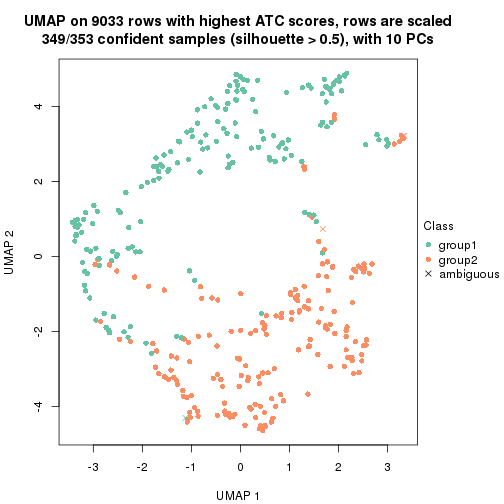 UMAP on 9033 rows with highest ATC scores, rows are scaled
349/353 confident samples (silhouette > 0.5), with 10 PCs
4
2
0
-2
-4
UMAP 2
-3
-2
-1
0
1
2
3
UMAP 1
Class
group1
group2
ambiguous